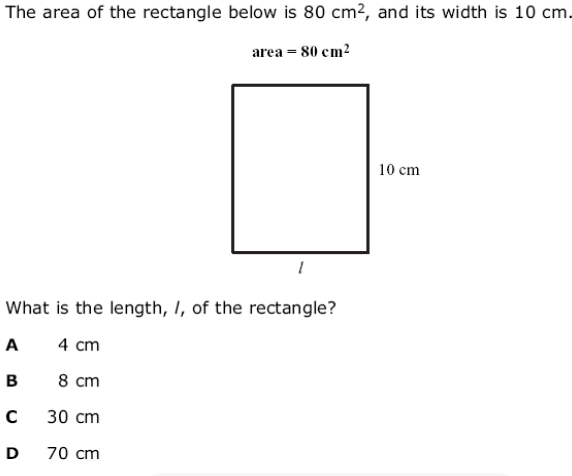 The area of the rectangle below is 80 cm², and its width is 10 cm.
area = 80 cm²
10 cm
l
What is the length, l, of the rectangle?
A 4 cm
B 8 cm
C 30 cm
D 70 cm